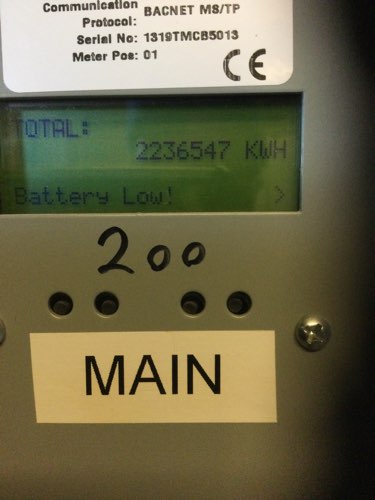 Communication BACNET MS/TP
Protocol:
Serial No: 1319TMCB5013
Meter Pos: 01
CE
TOTAL:
2236547 KWH
Battery Low! >
200
MAIN